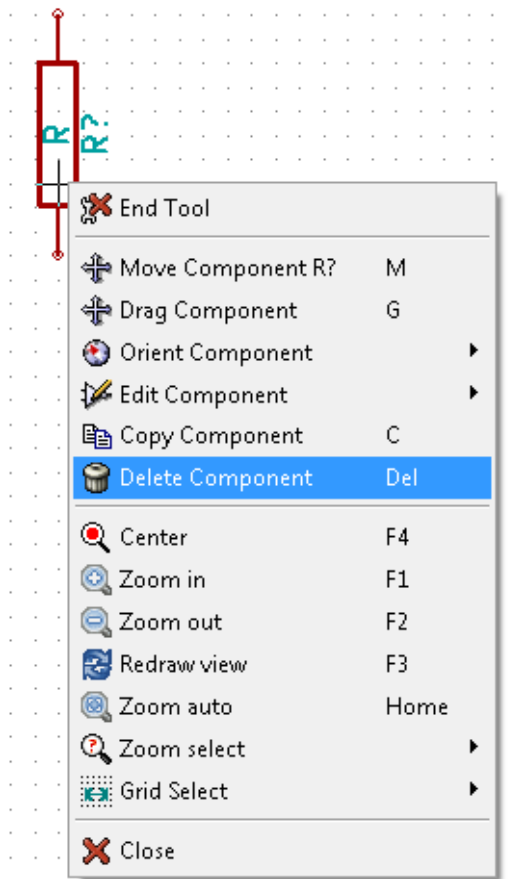 R
R?
End Tool
Move Component R? M
Drag Component G
Orient Component
Edit Component
Copy Component C
Delete Component Del
Center F4
Zoom in F1
Zoom out F2
Redraw view F3
Zoom auto Home
Zoom select
Grid Select
Close